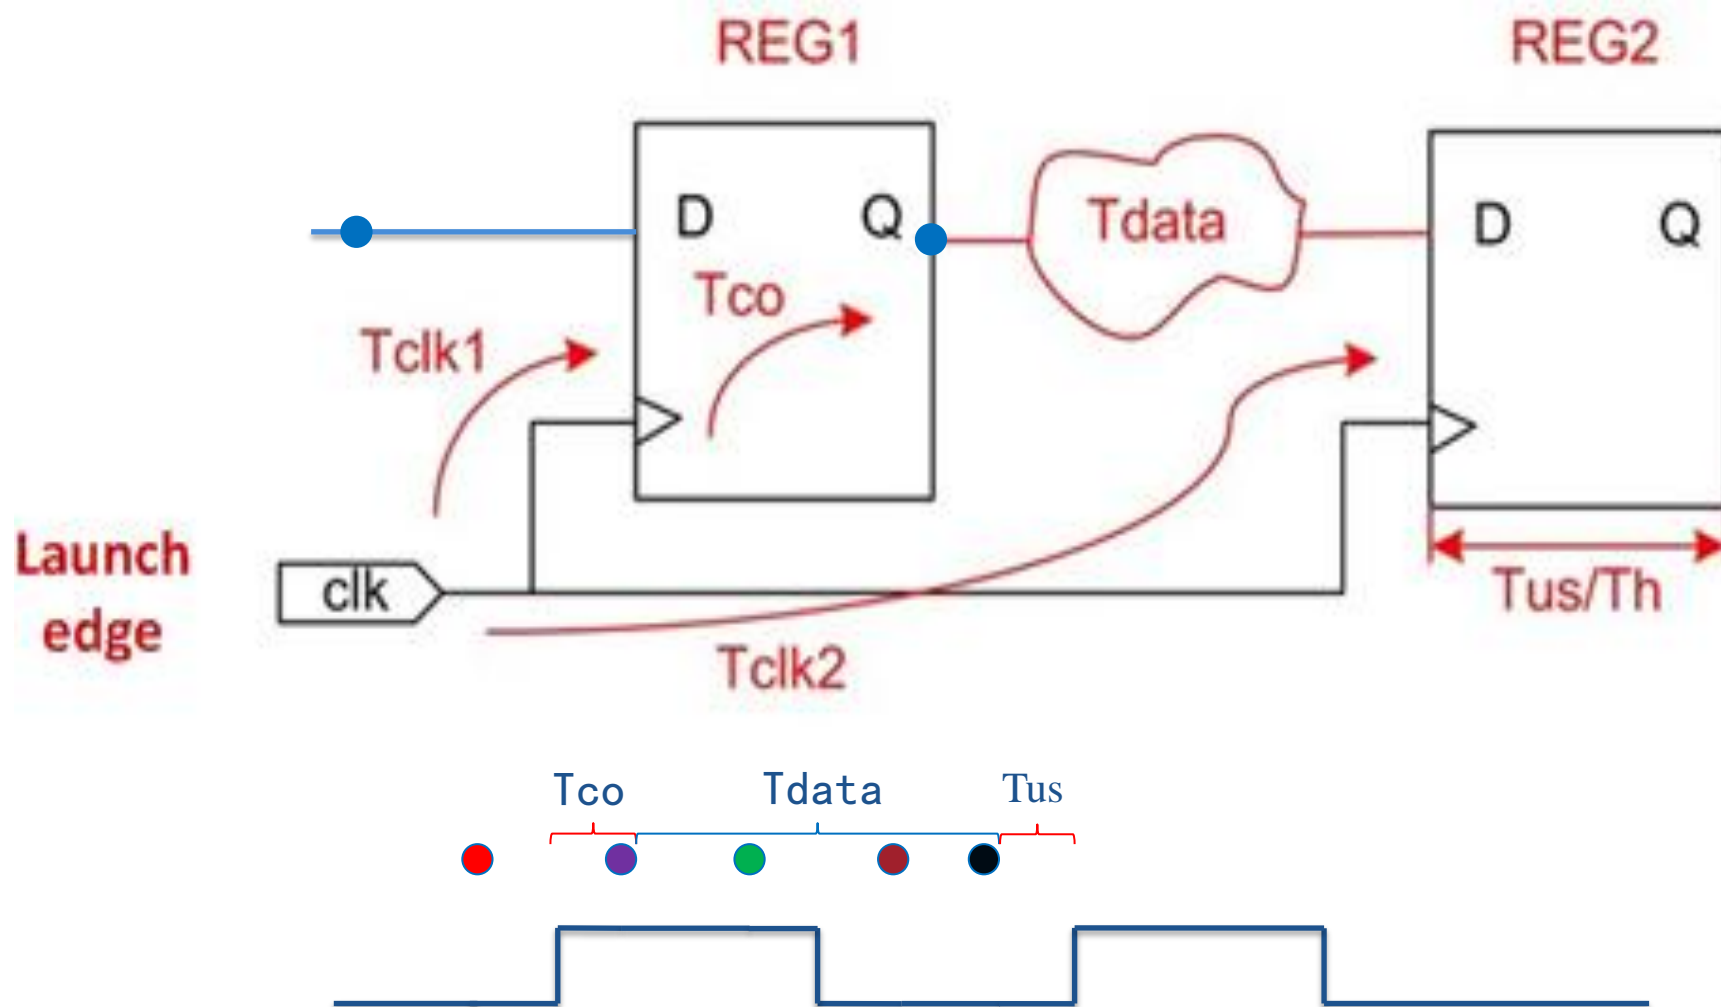 REG1
REG2
D
Q
Tdata
D
Q
Tco
Tclk1
Launch
edge
clk
Tus/Th
Tclk2
Tco
Tdata
Tus